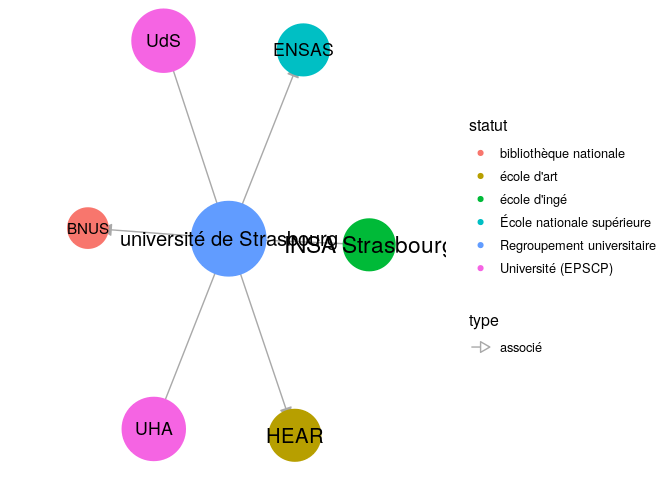 UdS
ENSAS
BNUS
université de Strasbourg
INSA Strasbourg
UHA
HEAR
statut
bibliothèque nationale
école d'art
école d'ingé
École nationale supérieure
Regroupement universitaire
Université (EPSCP)
type
associé